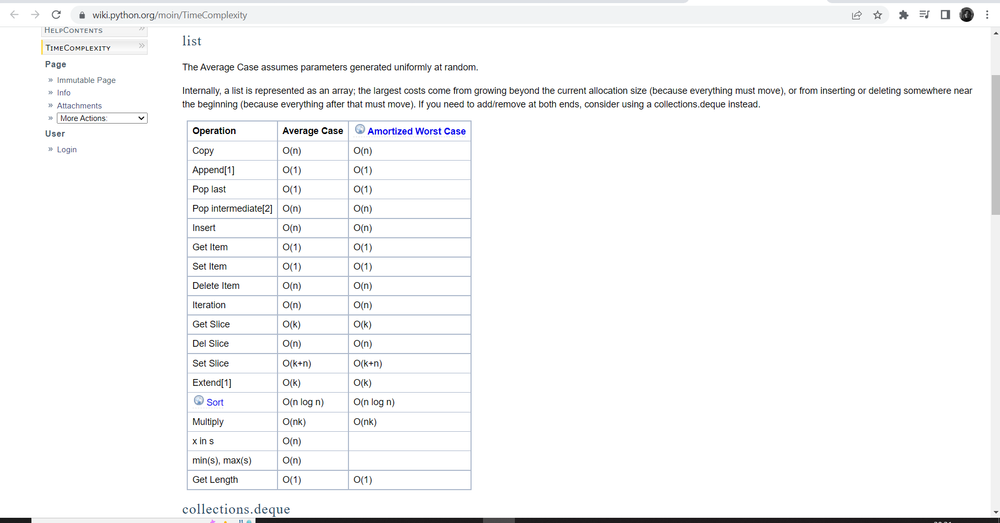 wiki.python.org/moin/TimeComplexity
HELPCONTENTS »
TIMECOMPLEXITY »
Page
» Immutable Page
» Info
» Attachments
» More Actions:
User
» Login
list
The Average Case assumes parameters generated uniformly at random.
Internally, a list is represented as an array; the largest costs come from growing beyond the current allocation size (because everything must move), or from inserting or deleting somewhere near
the beginning (because everything after that must move). If you need to add/remove at both ends, consider using a collections.deque instead.
Operation Average Case Amortized Worst Case
Copy O(n) O(n)
Append[1] O(1) O(1)
Pop last O(1) O(1)
Pop intermediate[2] O(n) O(n)
Insert O(n) O(n)
Get Item O(1) O(1)
Set Item O(1) O(1)
Delete Item O(n) O(n)
Iteration O(n) O(n)
Get Slice O(k) O(k)
Del Slice O(n) O(n)
Set Slice O(k+n) O(k+n)
Extend[1] O(k) O(k)
Sort O(n log n) O(n log n)
Multiply O(nk) O(nk)
x in s O(n)
min(s), max(s) O(n)
Get Length O(1) O(1)
collections.deque